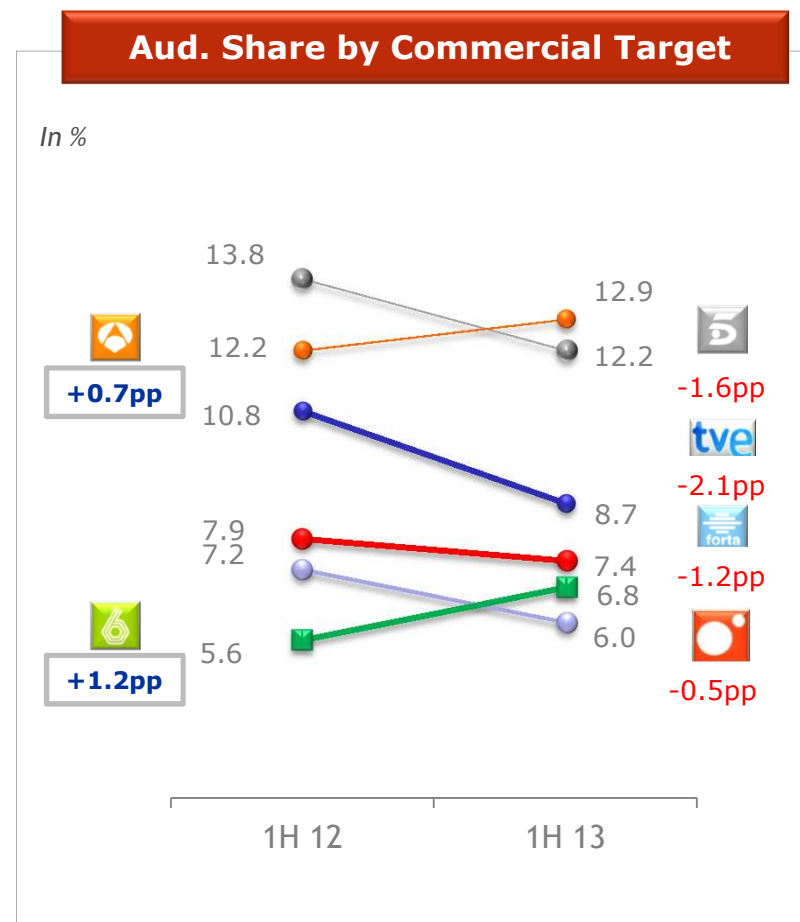 Aud. Share by Commercial Target
In %
13.8
12.9
12.2
12.2
5
+0.7pp
-1.6pp
10.8
tve
-2.1pp
8.7
forta
7.9
7.2
7.4
-1.2pp
6.8
6
5.6
6.0
+1.2pp
-0.5pp
1H 12
1H 13